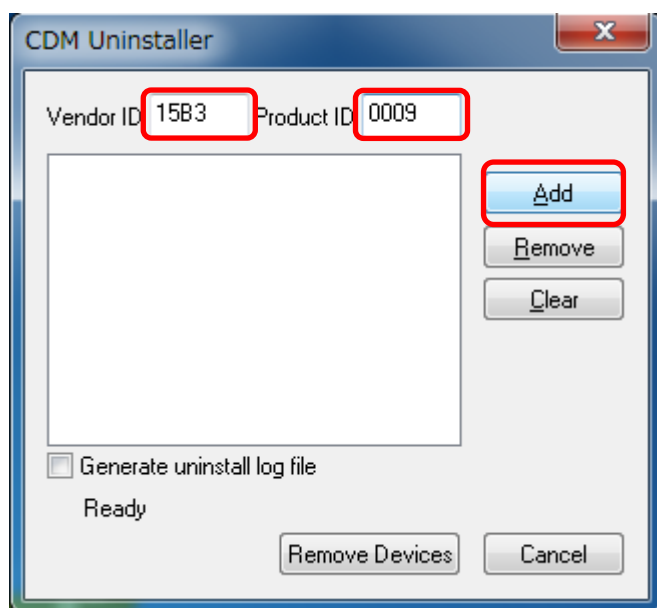 CDM Uninstaller
Vendor ID 15B3 Product ID 0009
Add
Remove
Clear
Generate uninstall log file
Ready
Remove Devices Cancel